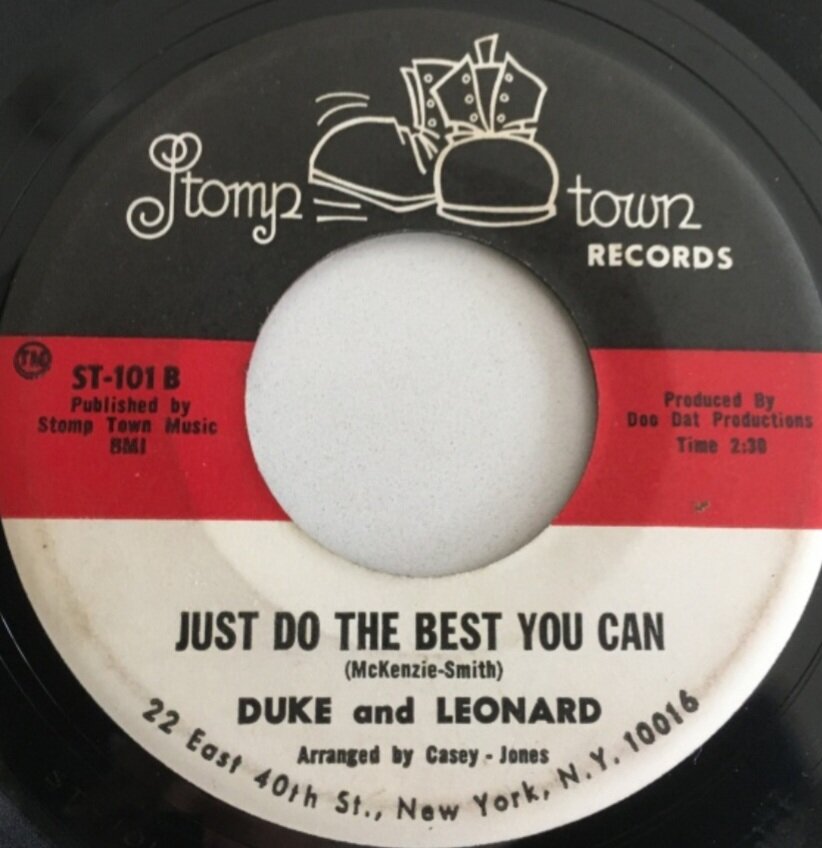 Stomp town
RECORDS
TMC
ST-101 B
Published by
Stomp Town Music
BMI
Produced By
Doo Dat Productions
Time 2:30
JUST DO THE BEST YOU CAN
(McKenzie-Smith)
DUKE and LEONARD
Arranged by Casey - Jones
22 East 40th St., New York, N.Y. 10016